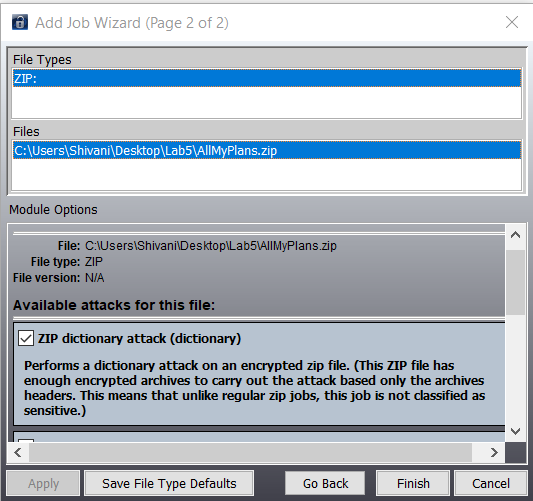 Add Job Wizard (Page 2 of 2)
File Types
ZIP:
Files
C:\Users\Shivani\Desktop\Lab5\AllMyPlans.zip
Module Options
File: C:\Users\Shivani\Desktop\Lab5\AllMyPlans.zip
File type: ZIP
File version: N/A
Available attacks for this file:
ZIP dictionary attack (dictionary)
Performs a dictionary attack on an encrypted zip file. (This ZIP file has
enough encrypted archives to carry out the attack based only the archives
headers. This means that unlike regular zip jobs, this job is not classified as
sensitive.)
Apply Save File Type Defaults Go Back Finish Cancel